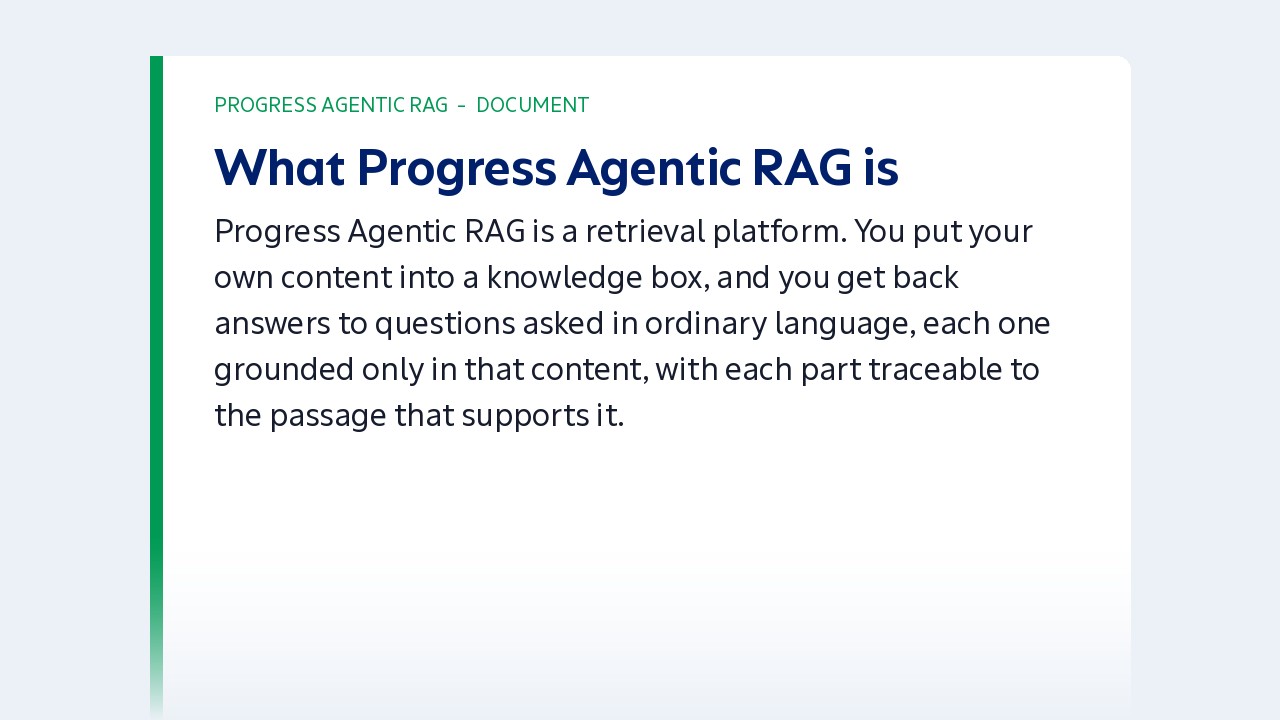 PROGRESS AGENTIC RAG – DOCUMENT
What Progress Agentic RAG is
Progress Agentic RAG is a retrieval platform. You put your
own content into a knowledge box, and you get back
answers to questions asked in ordinary language, each one
grounded only in that content, with each part traceable to
the passage that supports it.